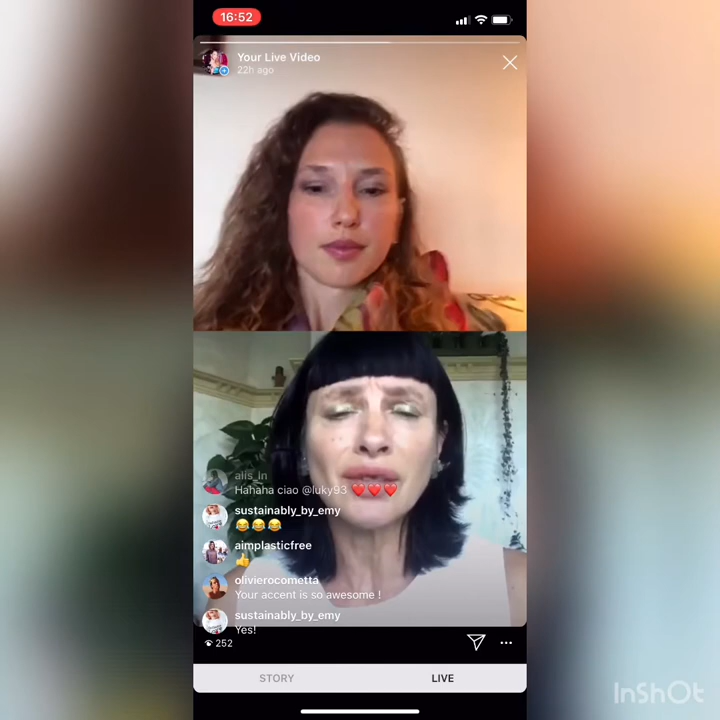 16:52
Your Live Video
22h ago
alis_in
Hahaha ciao @luky93 ❤️❤️❤️
sustainably_by_emy
😂😂😂
aimplasticfree
👍
olivierocometta
Your accent is so awesome !
sustainably_by_emy
Yes!
252
STORY
LIVE
InShOt